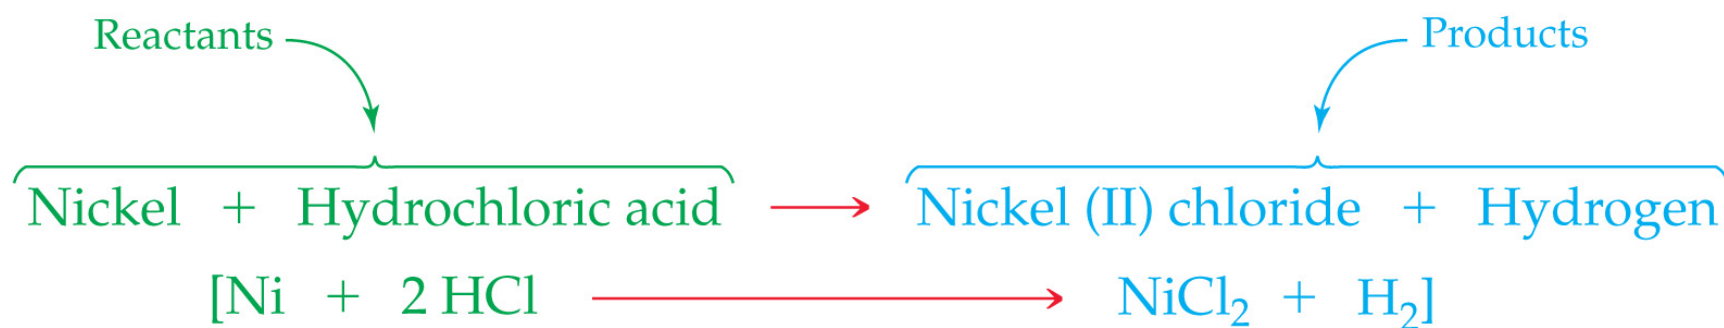 Reactants Products
Nickel + Hydrochloric acid → Nickel (II) chloride + Hydrogen
[Ni + 2 HCl → NiCl₂ + H₂]